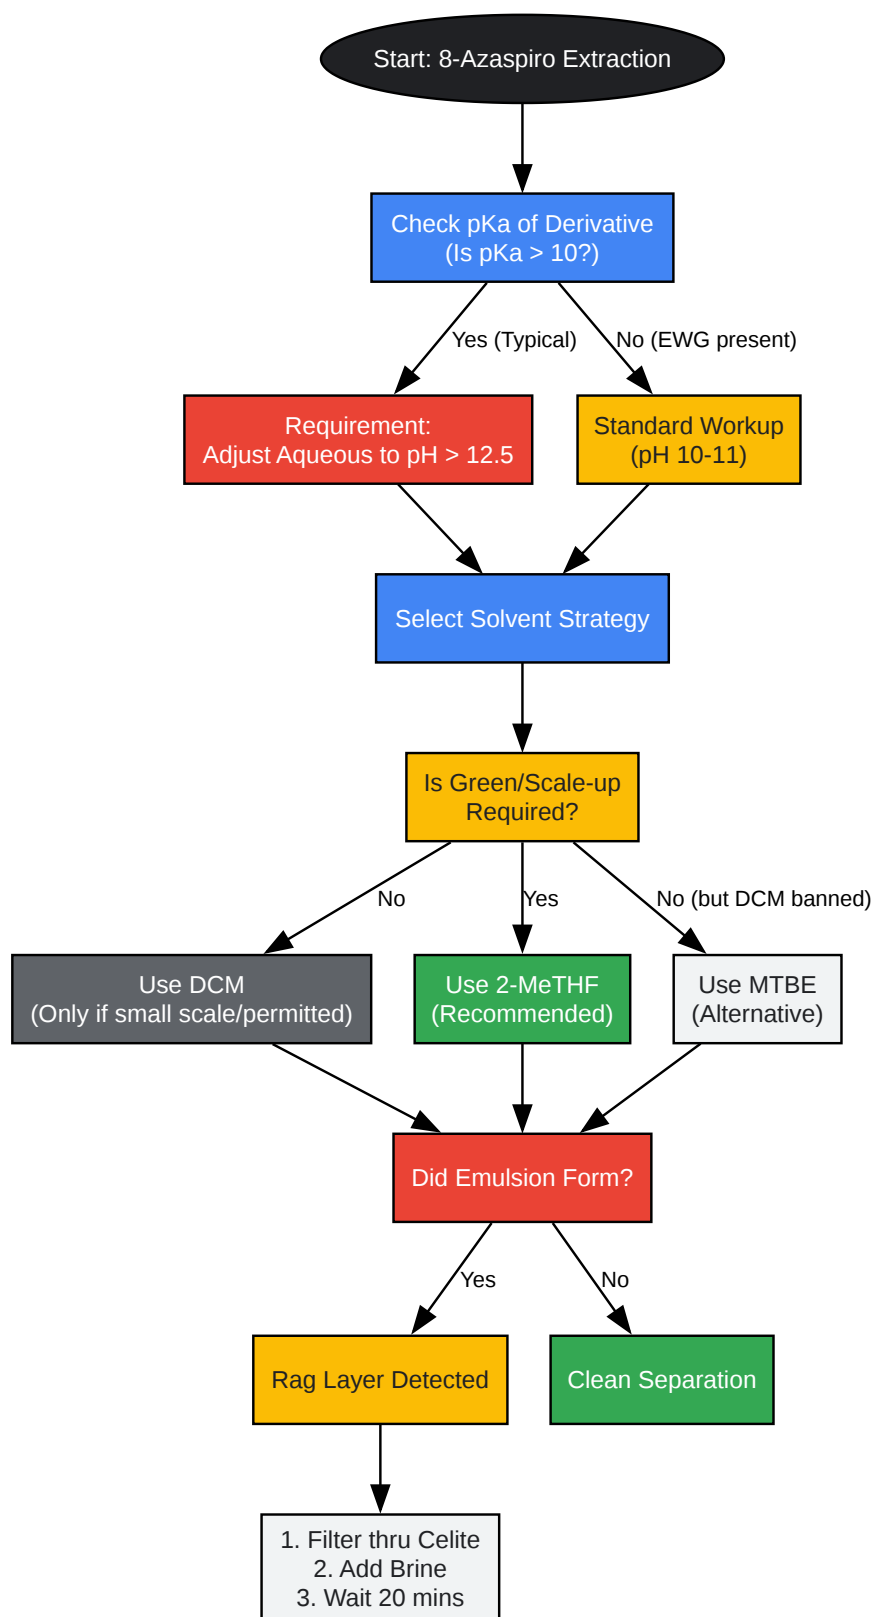 Start: 8-Azaspiro Extraction
Check pKa of Derivative
(Is pKa > 10?)
Yes (Typical)
No (EWG present)
Requirement:
Adjust Aqueous to pH > 12.5
Standard Workup
(pH 10-11)
Select Solvent Strategy
Is Green/Scale-up
Required?
No
Yes
No (but DCM banned)
Use DCM
(Only if small scale/permitted)
Use 2-MeTHF
(Recommended)
Use MTBE
(Alternative)
Did Emulsion Form?
Yes
No
Rag Layer Detected
Clean Separation
1. Filter thru Celite
2. Add Brine
3. Wait 20 mins